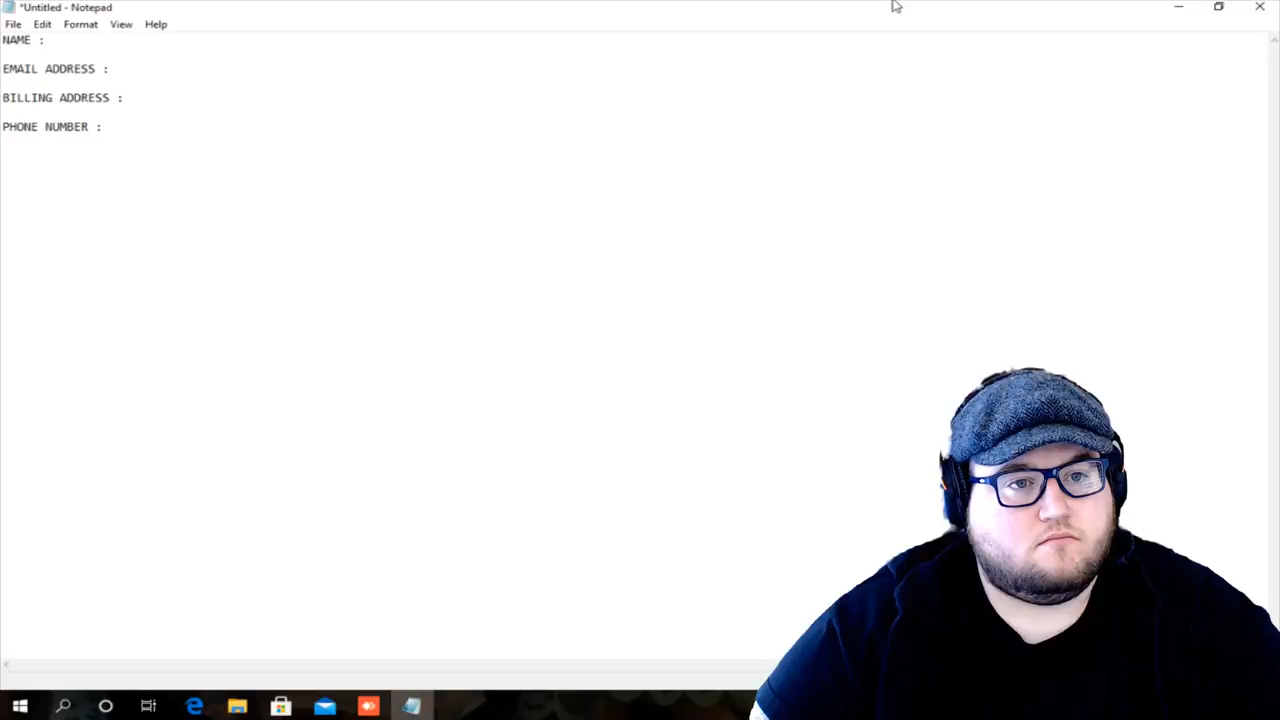 *Untitled - Notepad
File Edit Format View Help
NAME :
EMAIL ADDRESS :
BILLING ADDRESS :
PHONE NUMBER :